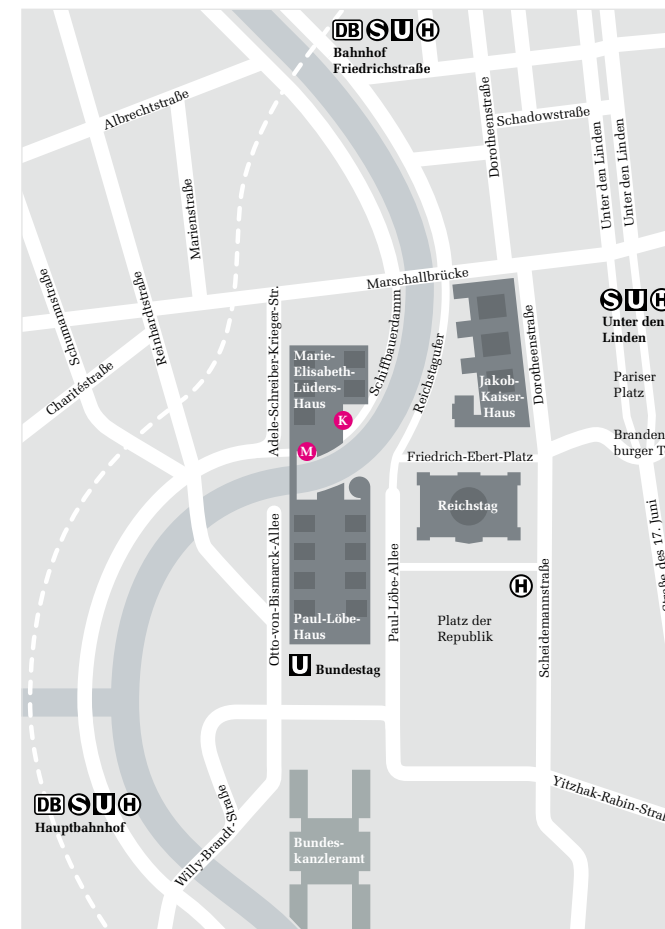 DB S U H
Bahnhof
Friedrichstraße
Albrechtstraße
Schadowstraße
Dorotheenstraße
Unter den Linden
Unter den Linden
Marienstraße
Marschallbrücke
Schumannstraße
Reinhardtstraße
Charitéstraße
Adele-Schreiber-Krieger-Str.
Schiffbauerdamm
Reichstagufer
Dorotheenstraße
S U H
Unter den
Linden
Marie-
Elisabeth-
Lüders-
Haus
K
M
Jakob-
Kaiser-
Haus
Pariser
Platz
Branden
burger T
Friedrich-Ebert-Platz
Reichstag
Otto-von-Bismarck-Allee
Paul-Löbe-Allee
Scheidemannstraße
Straße des 17. Juni
H
Paul-Löbe-
Haus
Platz der
Republik
U Bundestag
DB S U H
Hauptbahnhof
Willy-Brandt-Straße
Yitzhak-Rabin-Straß
Bundes-
kanzleramt